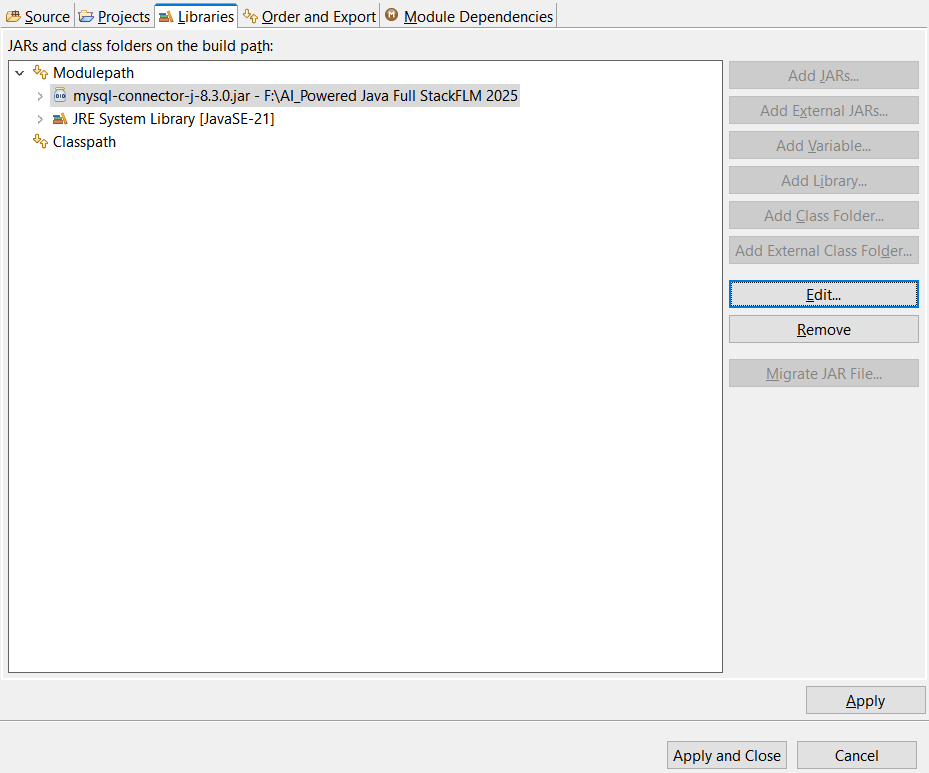 Source Projects Libraries Order and Export Module Dependencies
JARs and class folders on the build path:
Modulepath
mysql-connector-j-8.3.0.jar - F:\AI_Powered Java Full StackFLM 2025
JRE System Library [JavaSE-21]
Classpath
Add JARs...
Add External JARs...
Add Variable...
Add Library...
Add Class Folder...
Add External Class Folder...
Edit...
Remove
Migrate JAR File...
Apply
Apply and Close Cancel